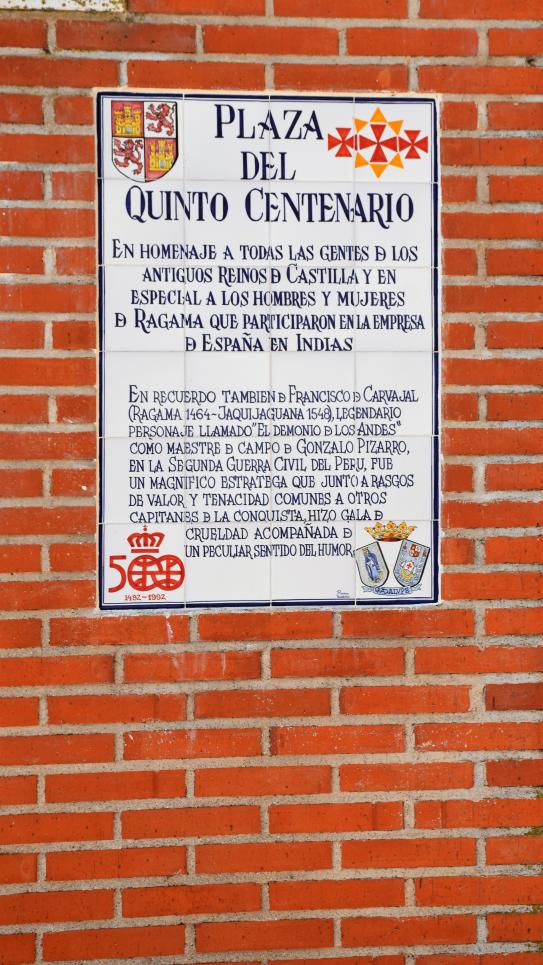 PLAZA
DEL
QUINTO CENTENARIO
EN HOMENAJE A TODAS LAS GENTES D LOS
ANTIGUOS REINOS D CASTILLA Y EN
ESPECIAL A LOS HOMBRES Y MUJERES
D RAGAMA QUE PARTICIPARON EN LA EMPRESA
D ESPAÑA EN INDIAS
EN RECUERDO TAMBIEN D FRANCISCO D CARVAJAL
(RAGAMA 1464~JAQUIJAGUANA 1548), LEGENDARIO
PERSONAJE LLAMADO "EL DEMONIO D LOS ANDES"
COMO MAESTRE D CAMPO D GONZALO PIZARRO,
EN LA SEGUNDA GUERRA CIVIL DEL PERU, FUE
UN MAGNIFICO ESTRATEGA QUE JUNTO A RASGOS
DE VALOR Y TENACIDAD COMUNES A OTROS
CAPITANES D LA CONQUISTA, HIZO GALA D
CRUELDAD ACOMPAÑADA D
UN PECULIAR SENTIDO DEL HUMOR.
500
1492~1992
GUADALUPE